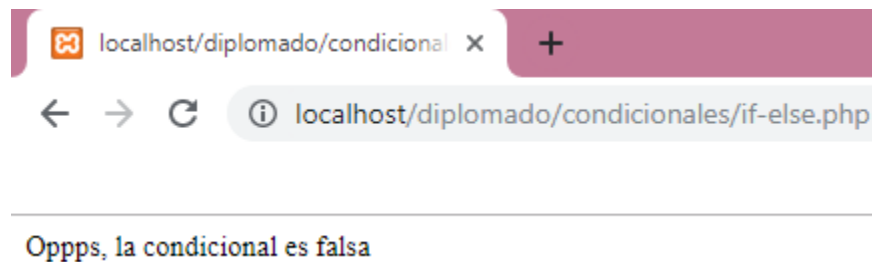 localhost/diplomado/condicional
localhost/diplomado/condicionales/if-else.php
Oppps, la condicional es falsa